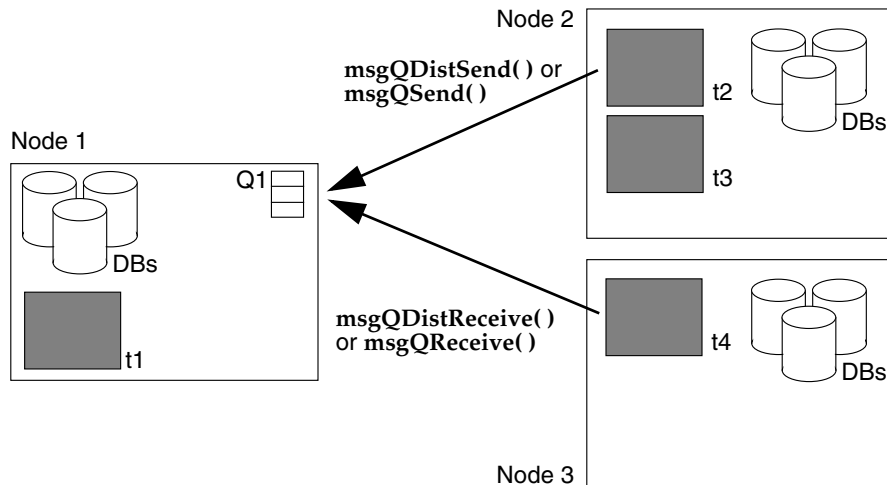 Node 2
msgQDistSend( ) or
msgQSend( )
t2
DBs
t3
Node 1
Q1
DBs
t1
msgQDistReceive( )
or msgQReceive( )
t4
DBs
Node 3